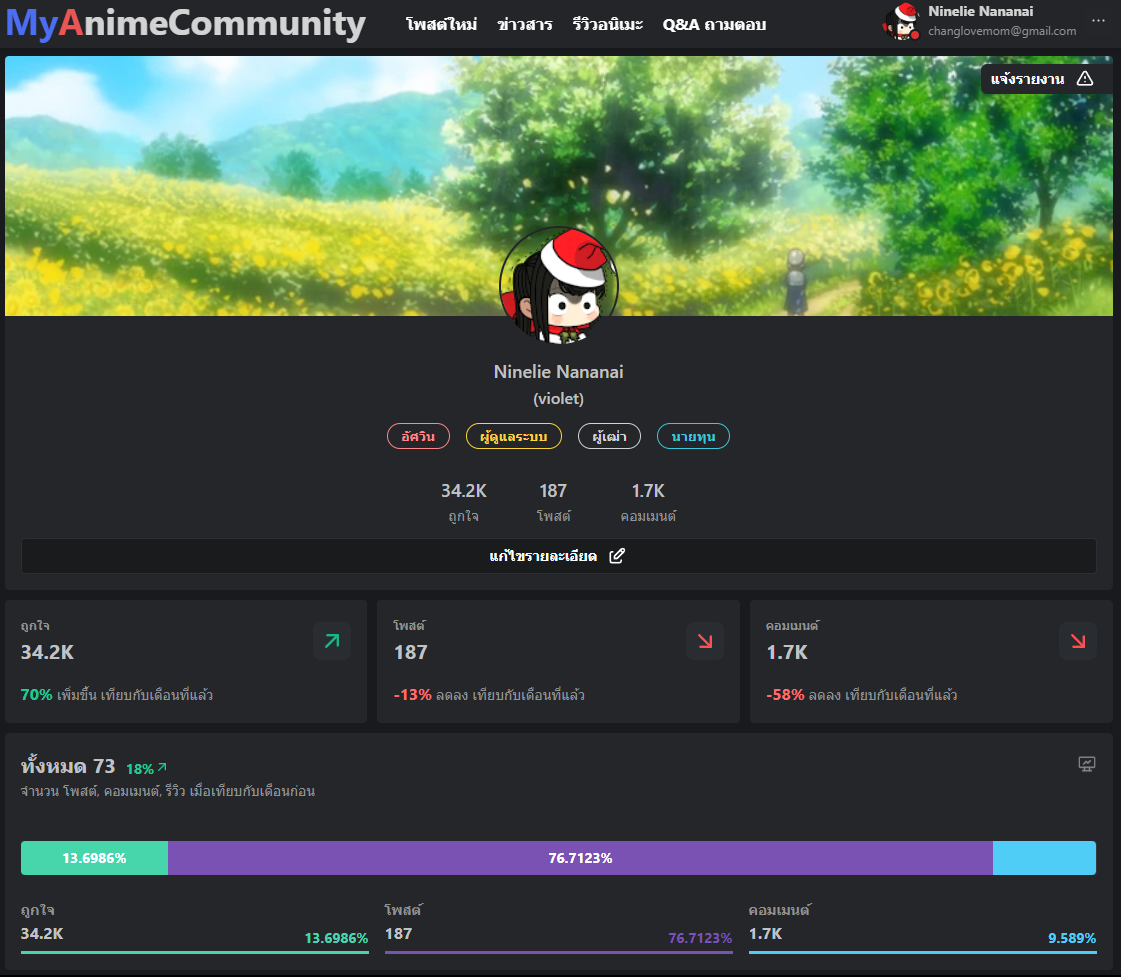 MyAnimeCommunity
โพสต์ใหม่ ข่าวสาร รีวิวอนิเมะ Q&A ถามตอบ
Ninelie Nananai
changlovemom@gmail.com
แจ้งรายงาน
Ninelie Nananai
(violet)
อัศวิน ผู้ดูแลระบบ ผู้เฒ่า นายทุน
34.2K 187 1.7K
ถูกใจ โพสต์ คอมเมนต์
แก้ไขรายละเอียด
ถูกใจ
34.2K
70% เพิ่มขึ้น เทียบกับเดือนที่แล้ว
โพสต์
187
-13% ลดลง เทียบกับเดือนที่แล้ว
คอมเมนต์
1.7K
-58% ลดลง เทียบกับเดือนที่แล้ว
ทั้งหมด 73 18%
จำนวน โพสต์, คอมเมนต์, รีวิว เมื่อเทียบกับเดือนก่อน
13.6986% 76.7123%
ถูกใจ
34.2K 13.6986%
โพสต์
187 76.7123%
คอมเมนต์
1.7K 9.589%